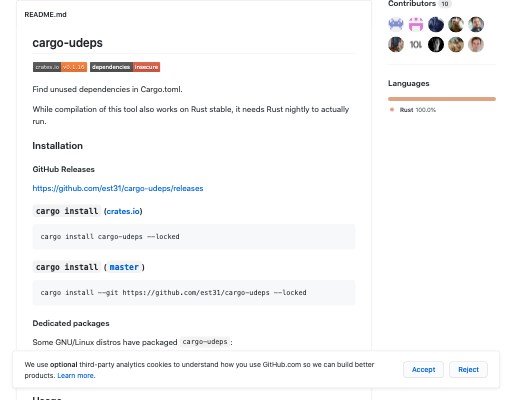 Contributors 10
README.md
cargo-udeps
crates.io v0.1.16 dependencies insecure
Find unused dependencies in Cargo.toml.
While compilation of this tool also works on Rust stable, it needs Rust nightly to actually
run.
Installation
GitHub Releases
https://github.com/est31/cargo-udeps/releases
cargo install (crates.io)
cargo install cargo-udeps --locked
cargo install ( master )
cargo install --git https://github.com/est31/cargo-udeps --locked
Dedicated packages
Some GNU/Linux distros have packaged cargo-udeps :
Languages
Rust 100.0%
We use optional third-party analytics cookies to understand how you use GitHub.com so we can build better
products. Learn more.
Accept
Reject
Usage